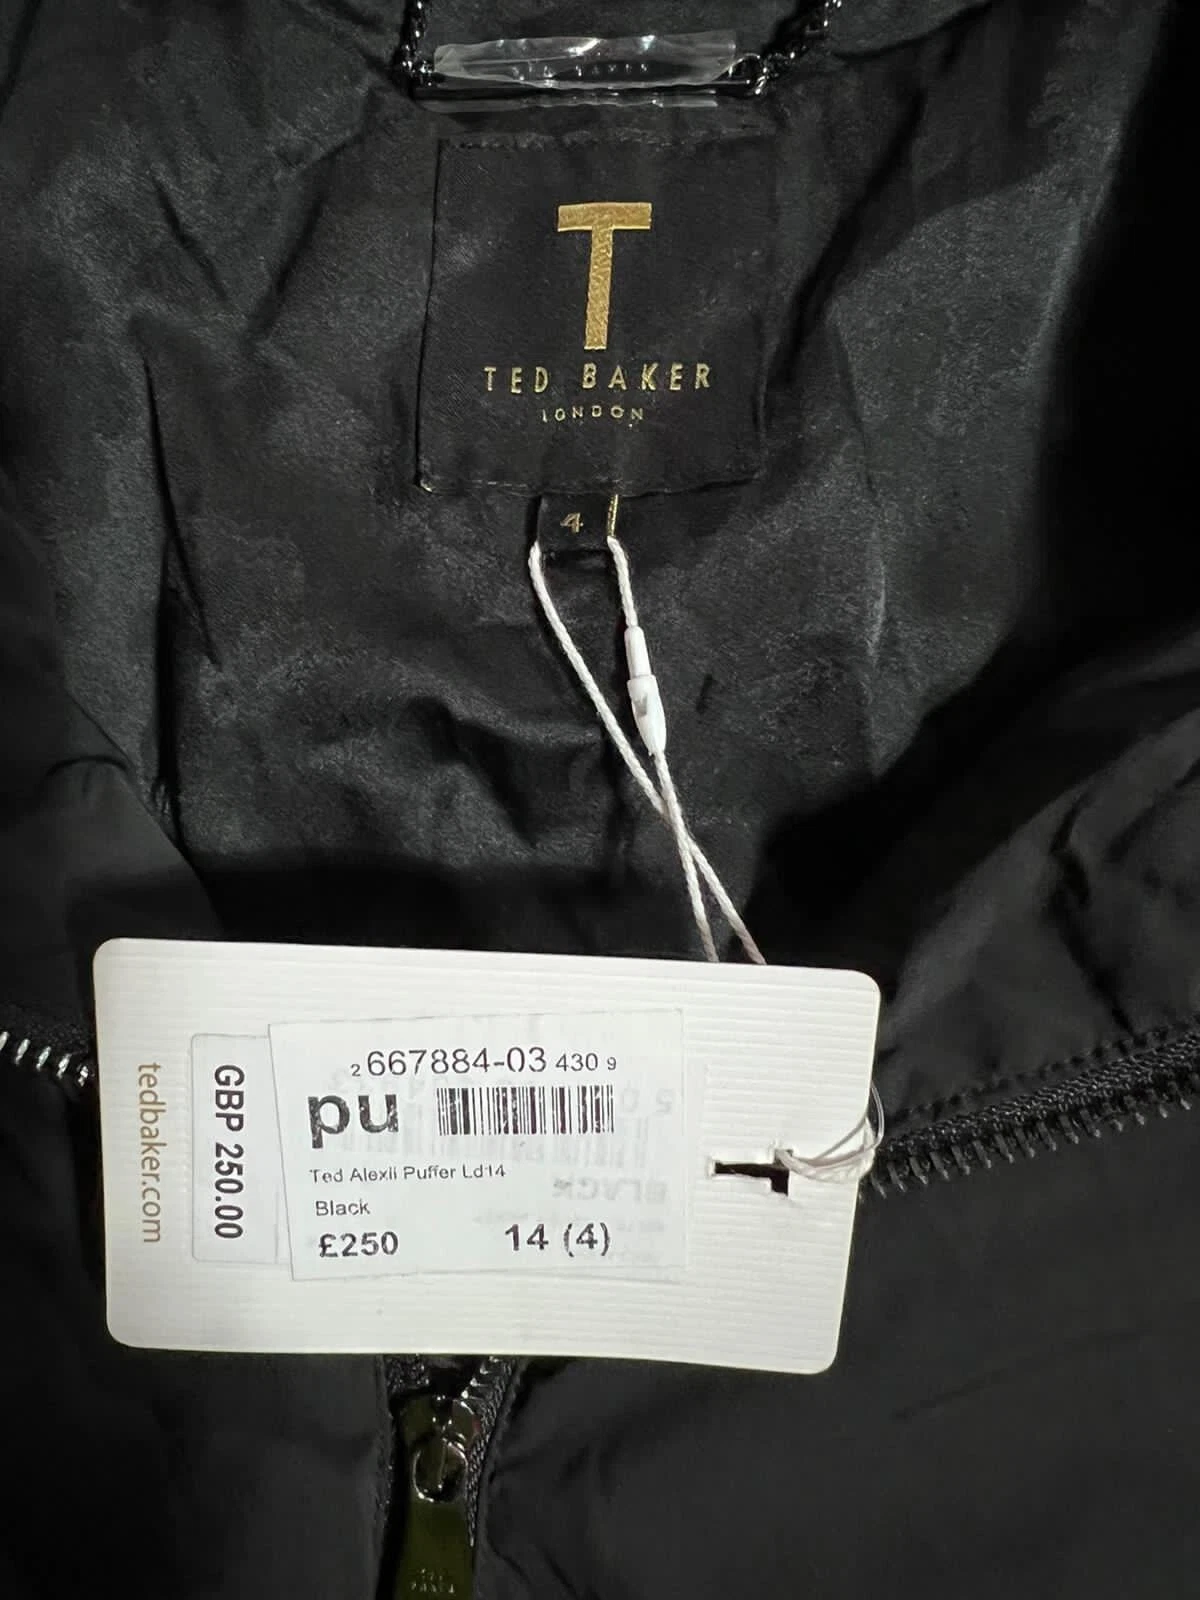 T
TED BAKER
LONDON
4
tedbaker.com
GBP 250.00
2 667884-03 430 9
pu
Ted Alexii Puffer Ld14
Black
£250 14 (4)
BLACK